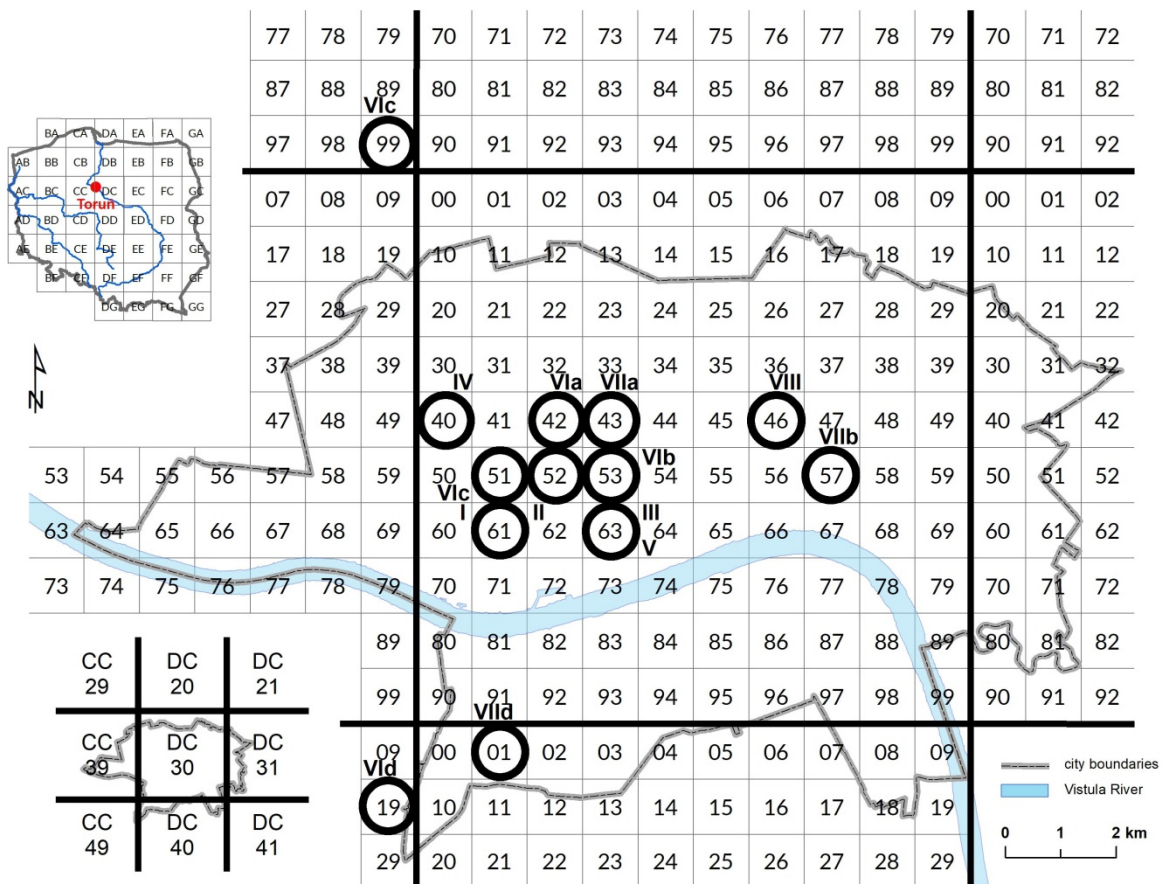 77 78 79 70 71 72 73 74 75 76 77 78 79 70 71 72
87 88 89 80 81 82 83 84 85 86 87 88 89 80 81 82
VIc
97 98 99 90 91 92 93 94 95 96 97 98 99 90 91 92
BA CA DA EA FA GA
AB BB CB DB EB FB GB
AC BC CC DC EC FC GC
Torun
AD BD CD DD ED FD GD
AE BE CE DE EE FE GE
BF CF DF EF FF GF
DG EG FG GG
07 08 09 00 01 02 03 04 05 06 07 08 09 00 01 02
17 18 19 10 11 12 13 14 15 16 17 18 19 10 11 12
27 28 29 20 21 22 23 24 25 26 27 28 29 20 21 22
N
37 38 39 30 31 32 33 34 35 36 37 38 39 30 31 32
IV VIa VIIa VIII
47 48 49 40 41 42 43 44 45 46 47 48 49 40 41 42
VIb VIIb
53 54 55 56 57 58 59 50 51 52 53 54 55 56 57 58 59 50 51 52
VIc
I II III
63 64 65 66 67 68 69 60 61 62 63 64 65 66 67 68 69 60 61 62
V
73 74 75 76 77 78 79 70 71 72 73 74 75 76 77 78 79 70 71 72
89 80 81 82 83 84 85 86 87 88 89 80 81 82
99 90 91 92 93 94 95 96 97 98 99 90 91 92
VIId
09 00 01 02 03 04 05 06 07 08 09
VId
19 10 11 12 13 14 15 16 17 18 19
29 20 21 22 23 24 25 26 27 28 29
CC DC DC
29 20 21
CC DC DC
39 30 31
CC DC DC
49 40 41
city boundaries
Vistula River
0 1 2 km